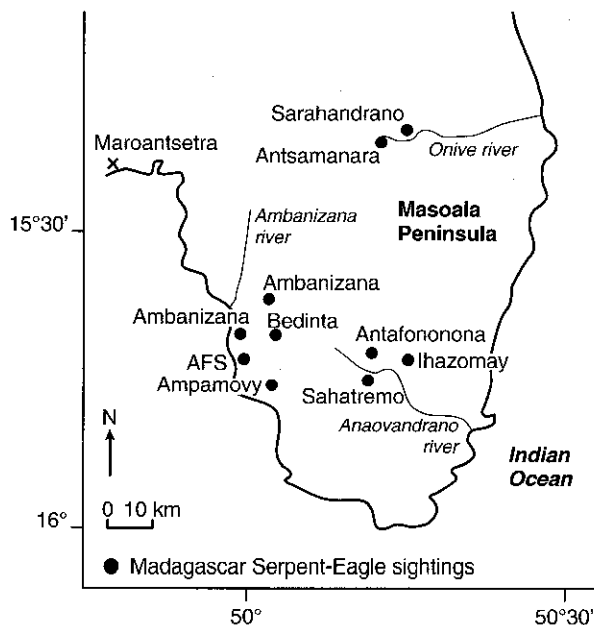 Sarahandrano
Maroantsetra
Antsamanara
Onive river
15°30'
Ambanizana
river
Masoala
Peninsula
Ambanizana
Ambanizana
Bedinta
Antafononona
AFS
Ihazomay
Ampamovy
Sahatremo
Anaovandrano
river
N
Indian
Ocean
0 10 km
16°
Madagascar Serpent-Eagle sightings
50°
50°30'